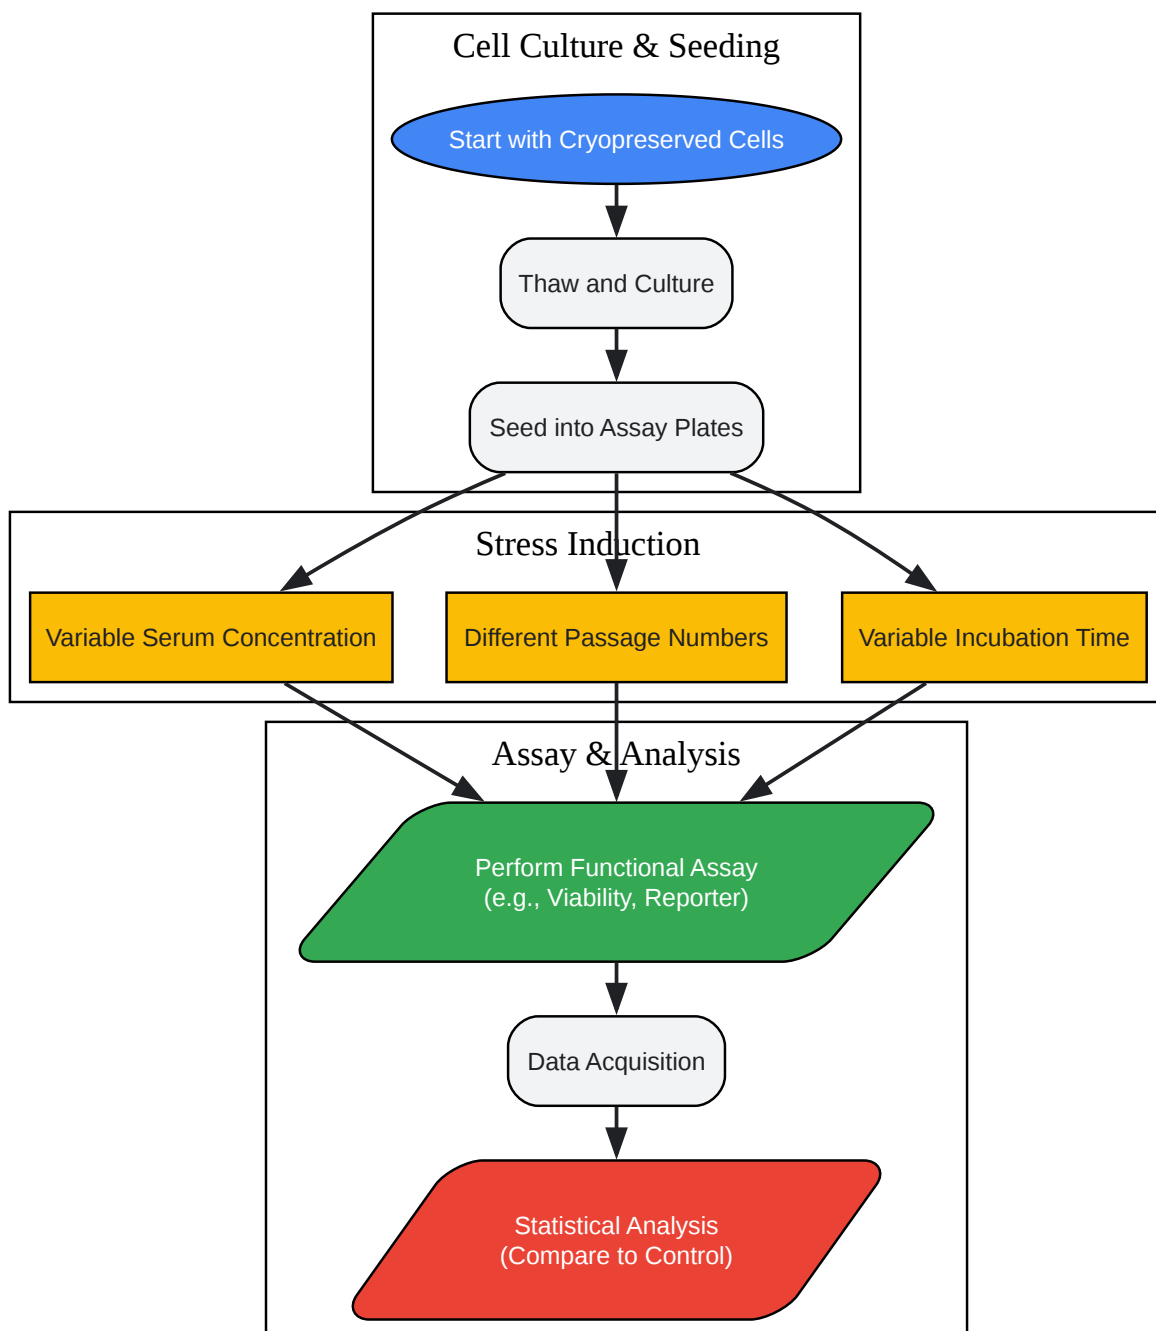 Cell Culture & Seeding
Start with Cryopreserved Cells
Thaw and Culture
Seed into Assay Plates
Stress Induction
Variable Serum Concentration
Different Passage Numbers
Variable Incubation Time
Assay & Analysis
Perform Functional Assay
(e.g., Viability, Reporter)
Data Acquisition
Statistical Analysis
(Compare to Control)